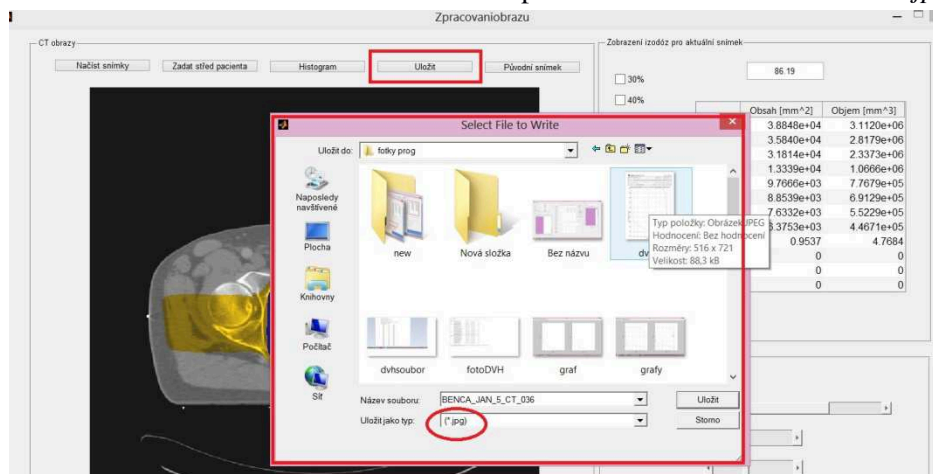 Zpracovaniobrazu
CT obrazy
Načíst snímky Zadat střed pacienta Histogram Uložit Původní snímek
Zobrazení izodóz pro aktuální snímek
30%
40%
86.19
Obsah [mm^2] Objem [mm^3]
3.8848e+04 3.1120e+06
3.5840e+04 2.8179e+06
3.1814e+04 2.3373e+06
1.3339e+04 1.0666e+06
9.7666e+03 7.7679e+05
8.8539e+03 6.9129e+05
7.6332e+03 5.5229e+05
6.3753e+03 4.4671e+05
0.9537 4.7684
0 0
0 0
0 0
Select File to Write
Uložit do: fotky prog
Naposledy navštívené
Plocha
Knihovny
Počítač
Síť
new Nová složka Bez názvu
Typ položky: Obrázek JPEG
Hodnocení: Bez hodnocení
Rozměry: 516 x 721
Velikost: 88,3 kB
dvhsoubor fotoDVH graf grafy
Název souboru: BENCA_JAN_5_CT_036 Uložit
Uložit jako typ: (*.jpg) Storno